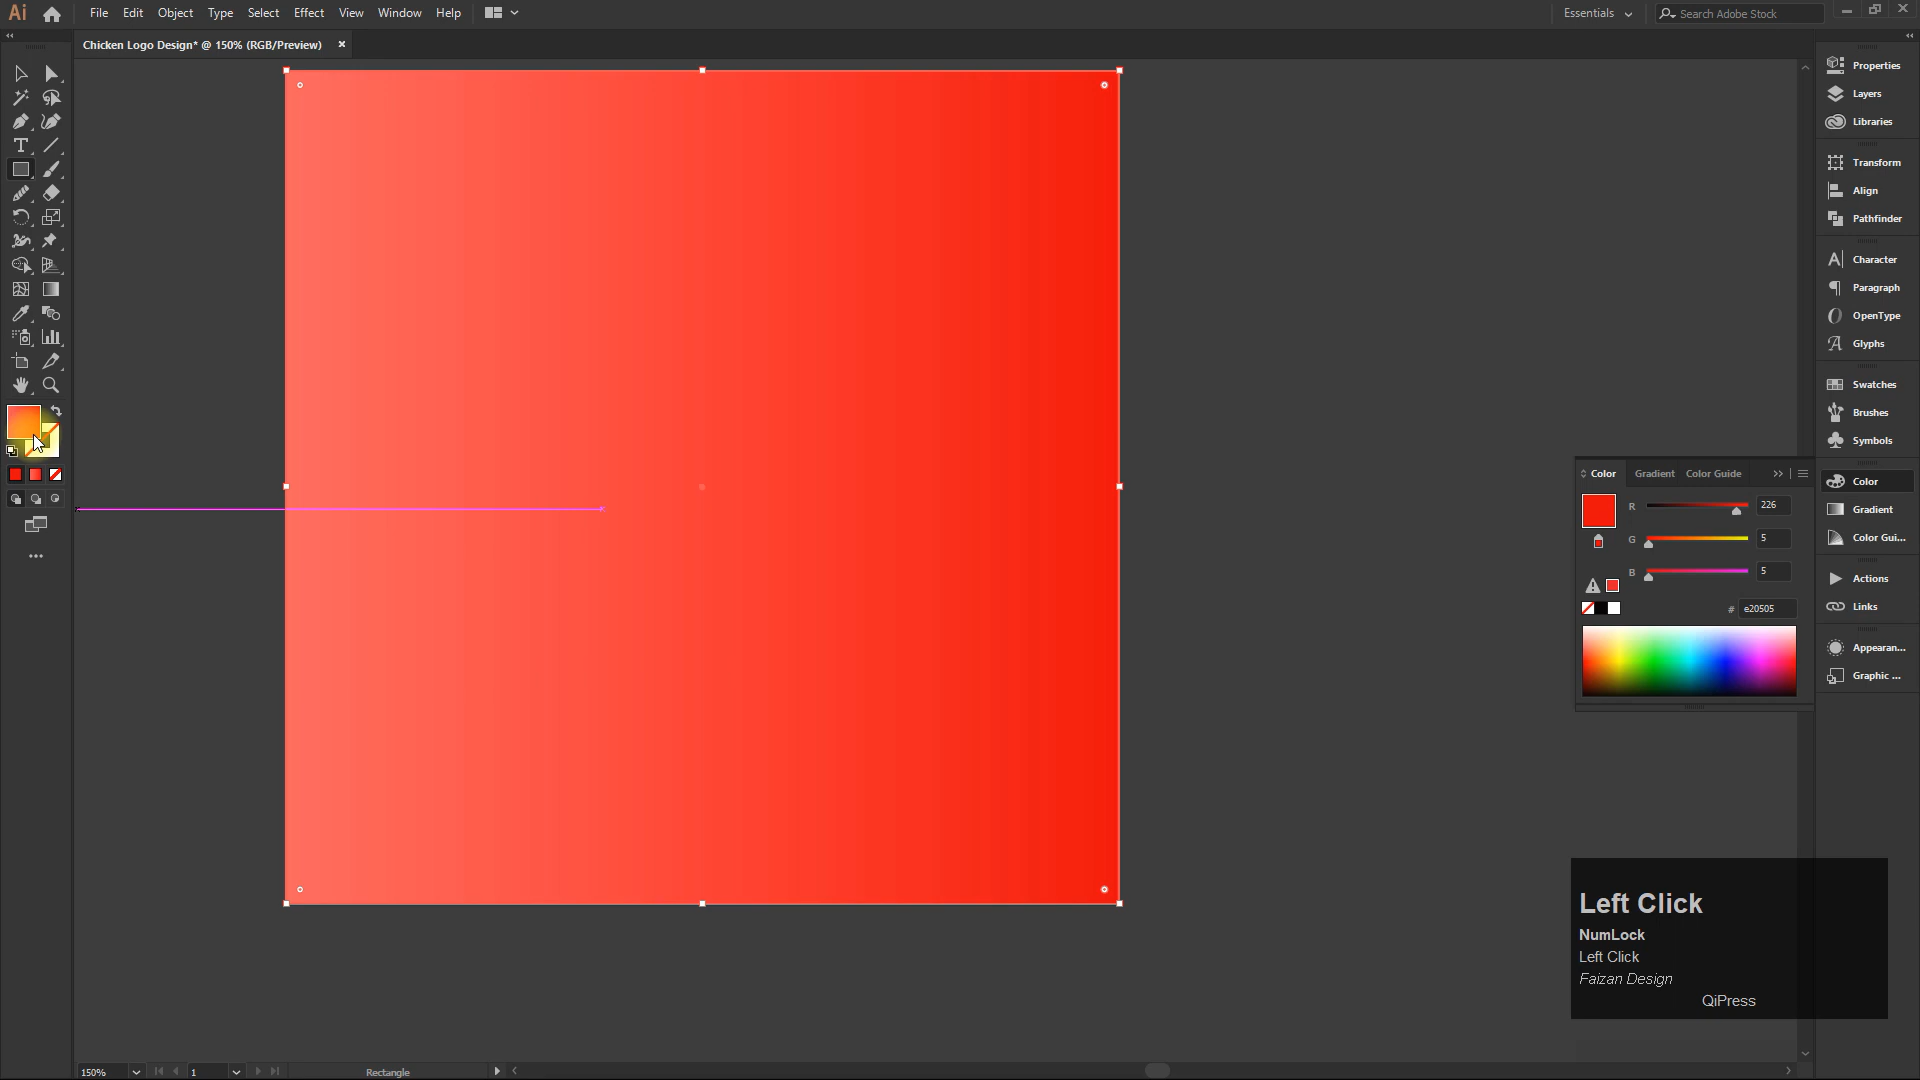 Ai File Edit Object Type Select Effect View Window Help Essentials Search Adobe Stock
Chicken Logo Design* @ 150% (RGB/Preview) ×
Properties
Layers
Libraries
Transform
Align
Pathfinder
Character
Paragraph
OpenType
Glyphs
Swatches
Brushes
Symbols
Color Gradient Color Guide
R 226
G 5
B 5
# e20505
Color
Gradient
Color Gui...
Actions
Links
Appearan...
Graphic ...
Left Click
NumLock
Left Click
Faizan Design
QiPress
150% 1 Rectangle